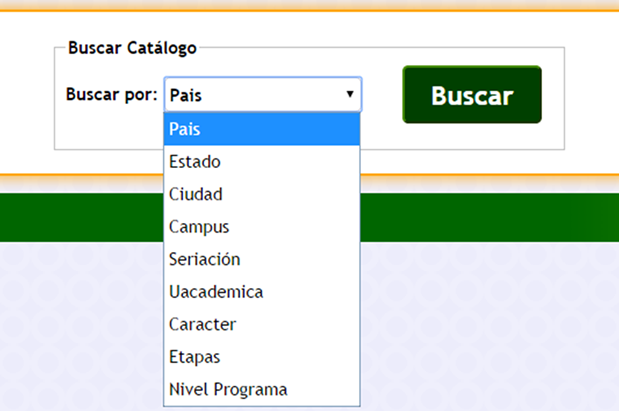 Buscar Catálogo
Buscar por: Pais
Buscar
Pais
Estado
Ciudad
Campus
Seriación
Uacademica
Caracter
Etapas
Nivel Programa